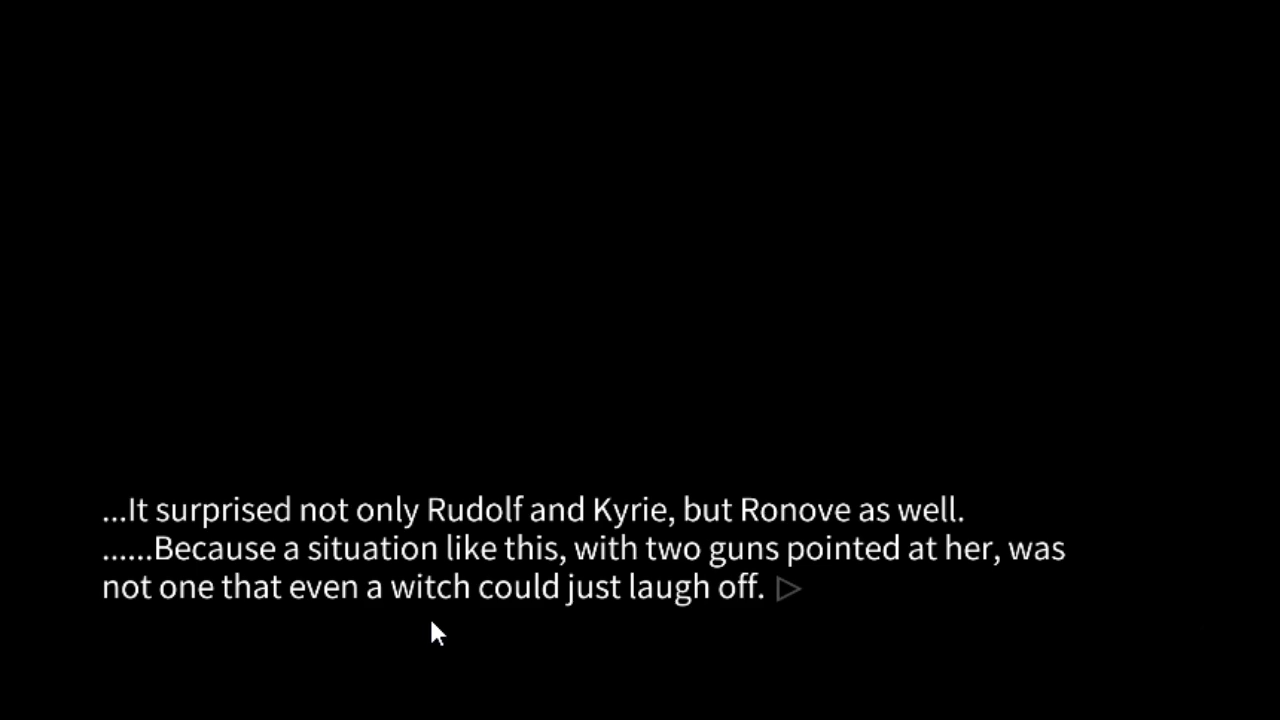 ...It surprised not only Rudolf and Kyrie, but Ronove as well.
......Because a situation like this, with two guns pointed at her, was
not one that even a witch could just laugh off.